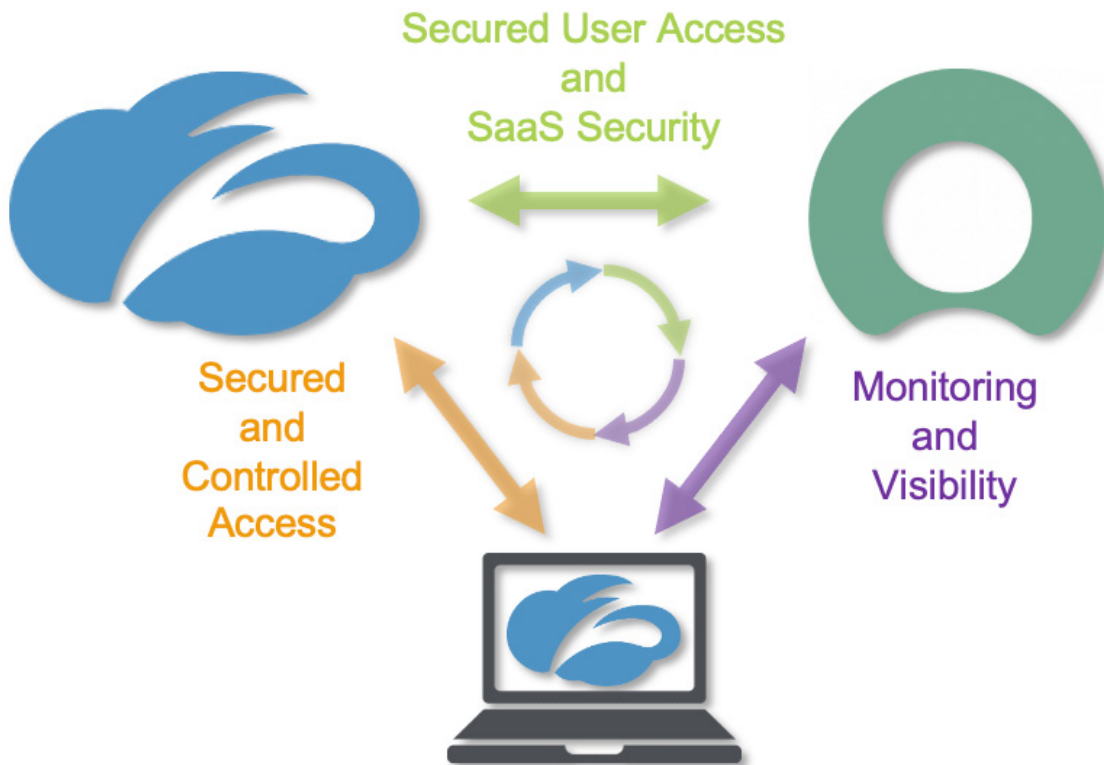 Secured User Access
and
SaaS Security
Secured
and
Controlled
Access
Monitoring
and
Visibility